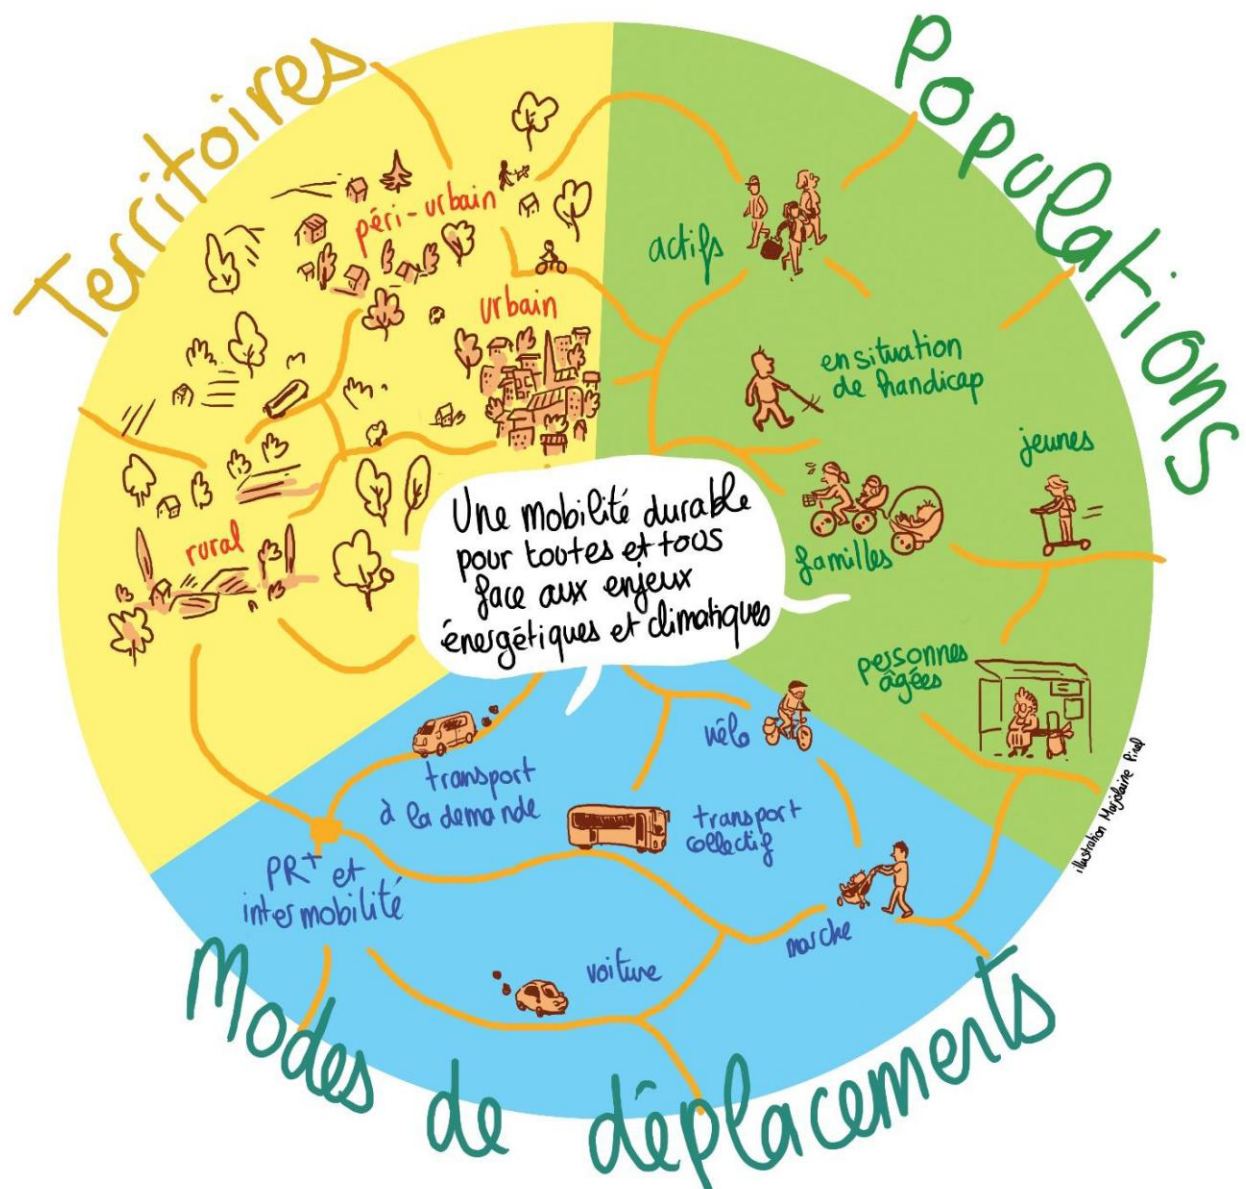 Territoires
péri-urbain
urbain
rural
Populations
actifs
en situation
de handicap
jeunes
familles
personnes
âgées
Une mobilité durable
pour toutes et tous
face aux enjeux
énergétiques et climatiques
vélo
transport
à la demande
transport
collectif
PR+ et
intermobilité
marche
voiture
Modes de déplacements
illustration Marjolaine Pinel